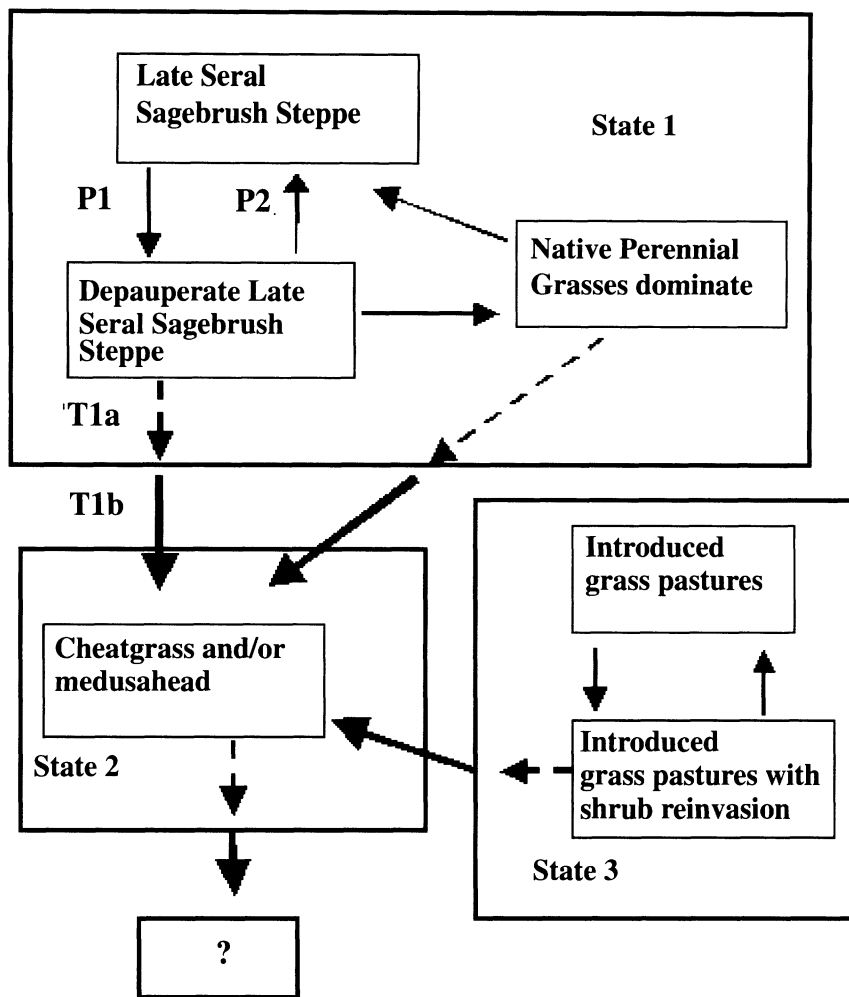 Late Seral
Sagebrush Steppe
State 1
P1
P2
Native Perennial
Grasses dominate
Depauperate Late
Seral Sagebrush
Steppe
T1a
T1b
Introduced
grass pastures
Cheatgrass and/or
medusahead
State 2
Introduced
grass pastures with
shrub reinvasion
State 3
?